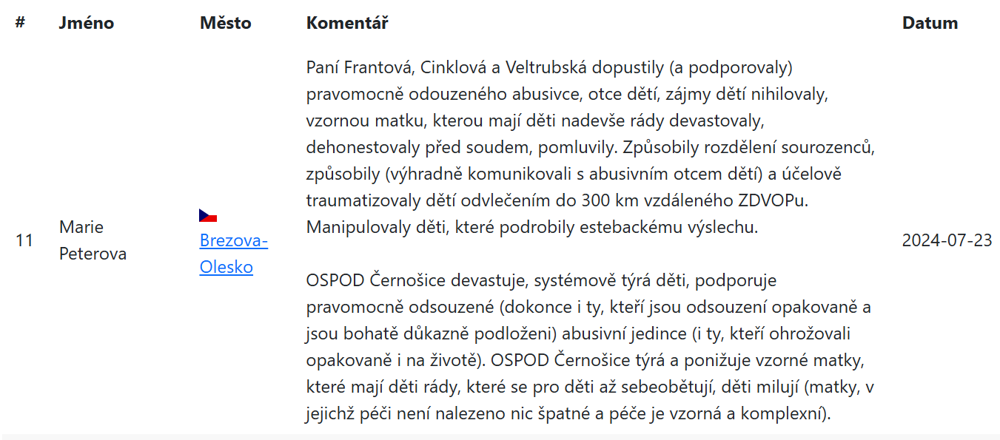 # Jméno Město Komentář Datum
Paní Frantová, Cinklová a Veltrubská dopustily (a podporovaly)
pravomocně odouzeného abusivce, otce dětí, zájmy dětí nihilovaly,
vzornou matku, kterou mají děti nadevše rády devastovaly,
dehonestovaly před soudem, pomluvily. Způsobily rozdělení sourozenců,
způsobily (výhradně komunikovali s abusivním otcem dětí) a účelově
traumatizovaly dětí odvlečením do 300 km vzdáleného ZDVOPu.
Manipulovaly děti, které podrobily estebackému výslechu.
11 Marie
Peterova
Brezova-
Olesko
2024-07-23
OSPOD Černošice devastuje, systémově týrá děti, podporuje
pravomocně odsouzené (dokonce i ty, kteří jsou odsouzení opakovaně a
jsou bohatě důkazně podloženi) abusivní jedince (i ty, kteří ohrožovali
opakovaně i na životě). OSPOD Černošice týrá a ponižuje vzorné matky,
které mají děti rády, které se pro děti až sebeobětují, děti milují (matky, v
jejichž péči není nalezeno nic špatné a péče je vzorná a komplexní).